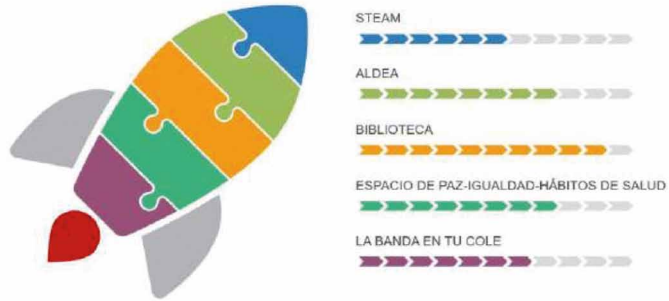 STEAM
ALDEA
BIBLIOTECA
ESPACIO DE PAZ-IGUALDAD-HÁBITOS DE SALUD
LA BANDA EN TU COLE